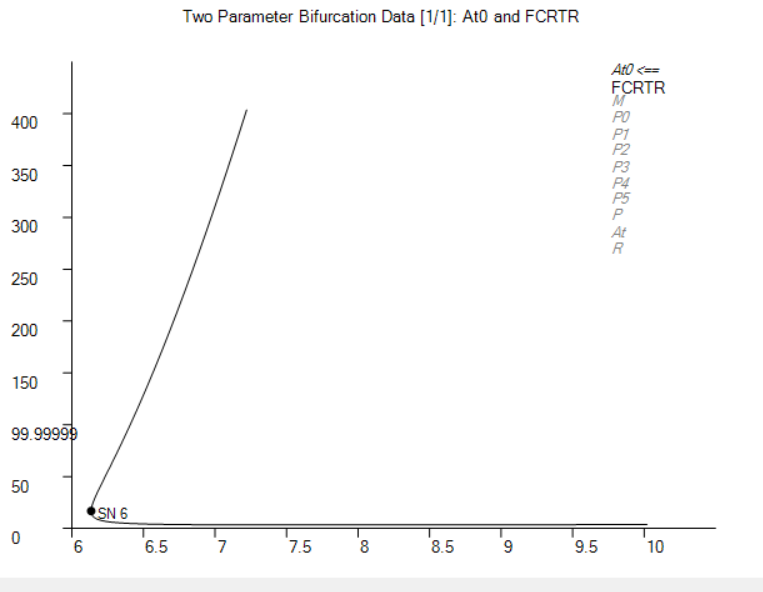 Two Parameter Bifurcation Data [1/1]: At0 and FCRTR
At0 <==
FCRTR
M
P0
P1
P2
P3
P4
P5
P
At
R
400
350
300
250
200
150
99.99999
50
0
SN 6
6 6.5 7 7.5 8 8.5 9 9.5 10